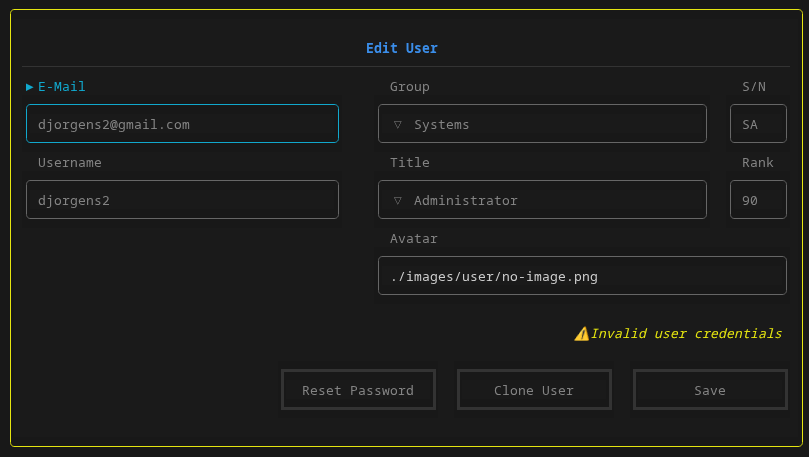 Edit User
▶ E-Mail
Group
S/N
djorgens2@gmail.com
▽ Systems
SA
Username
Title
Rank
djorgens2
▽ Administrator
90
Avatar
./images/user/no-image.png
⚠️Invalid user credentials
Reset Password
Clone User
Save